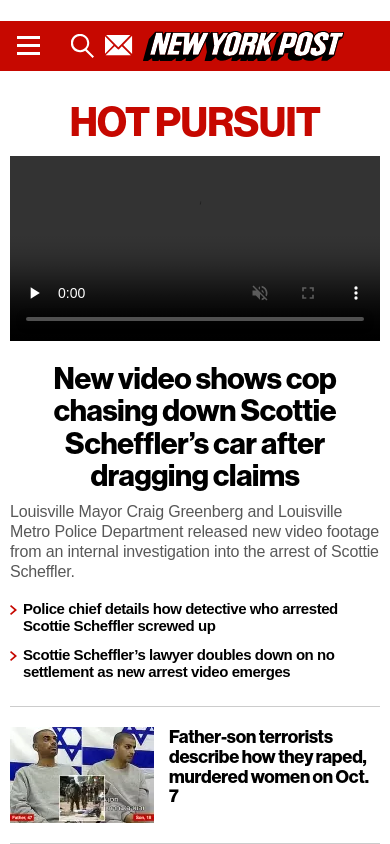 NEW YORK POST
HOT PURSUIT
0:00
New video shows cop
chasing down Scottie
Scheffler’s car after
dragging claims
Louisville Mayor Craig Greenberg and Louisville
Metro Police Department released new video footage
from an internal investigation into the arrest of Scottie
Scheffler.
Police chief details how detective who arrested
Scottie Scheffler screwed up
Scottie Scheffler’s lawyer doubles down on no
settlement as new arrest video emerges
Father-son terrorists
describe how they raped,
murdered women on Oct.
7
Father, 47
Son, 18